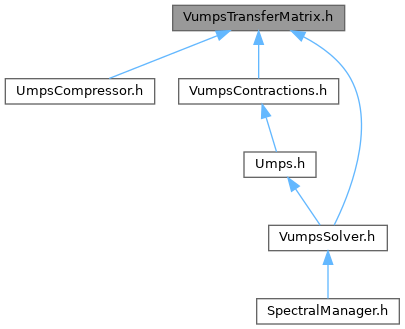 VumpsTransferMatrix.h
UmpsCompressor.h
VumpsContractions.h
Umps.h
VumpsSolver.h
SpectralManager.h